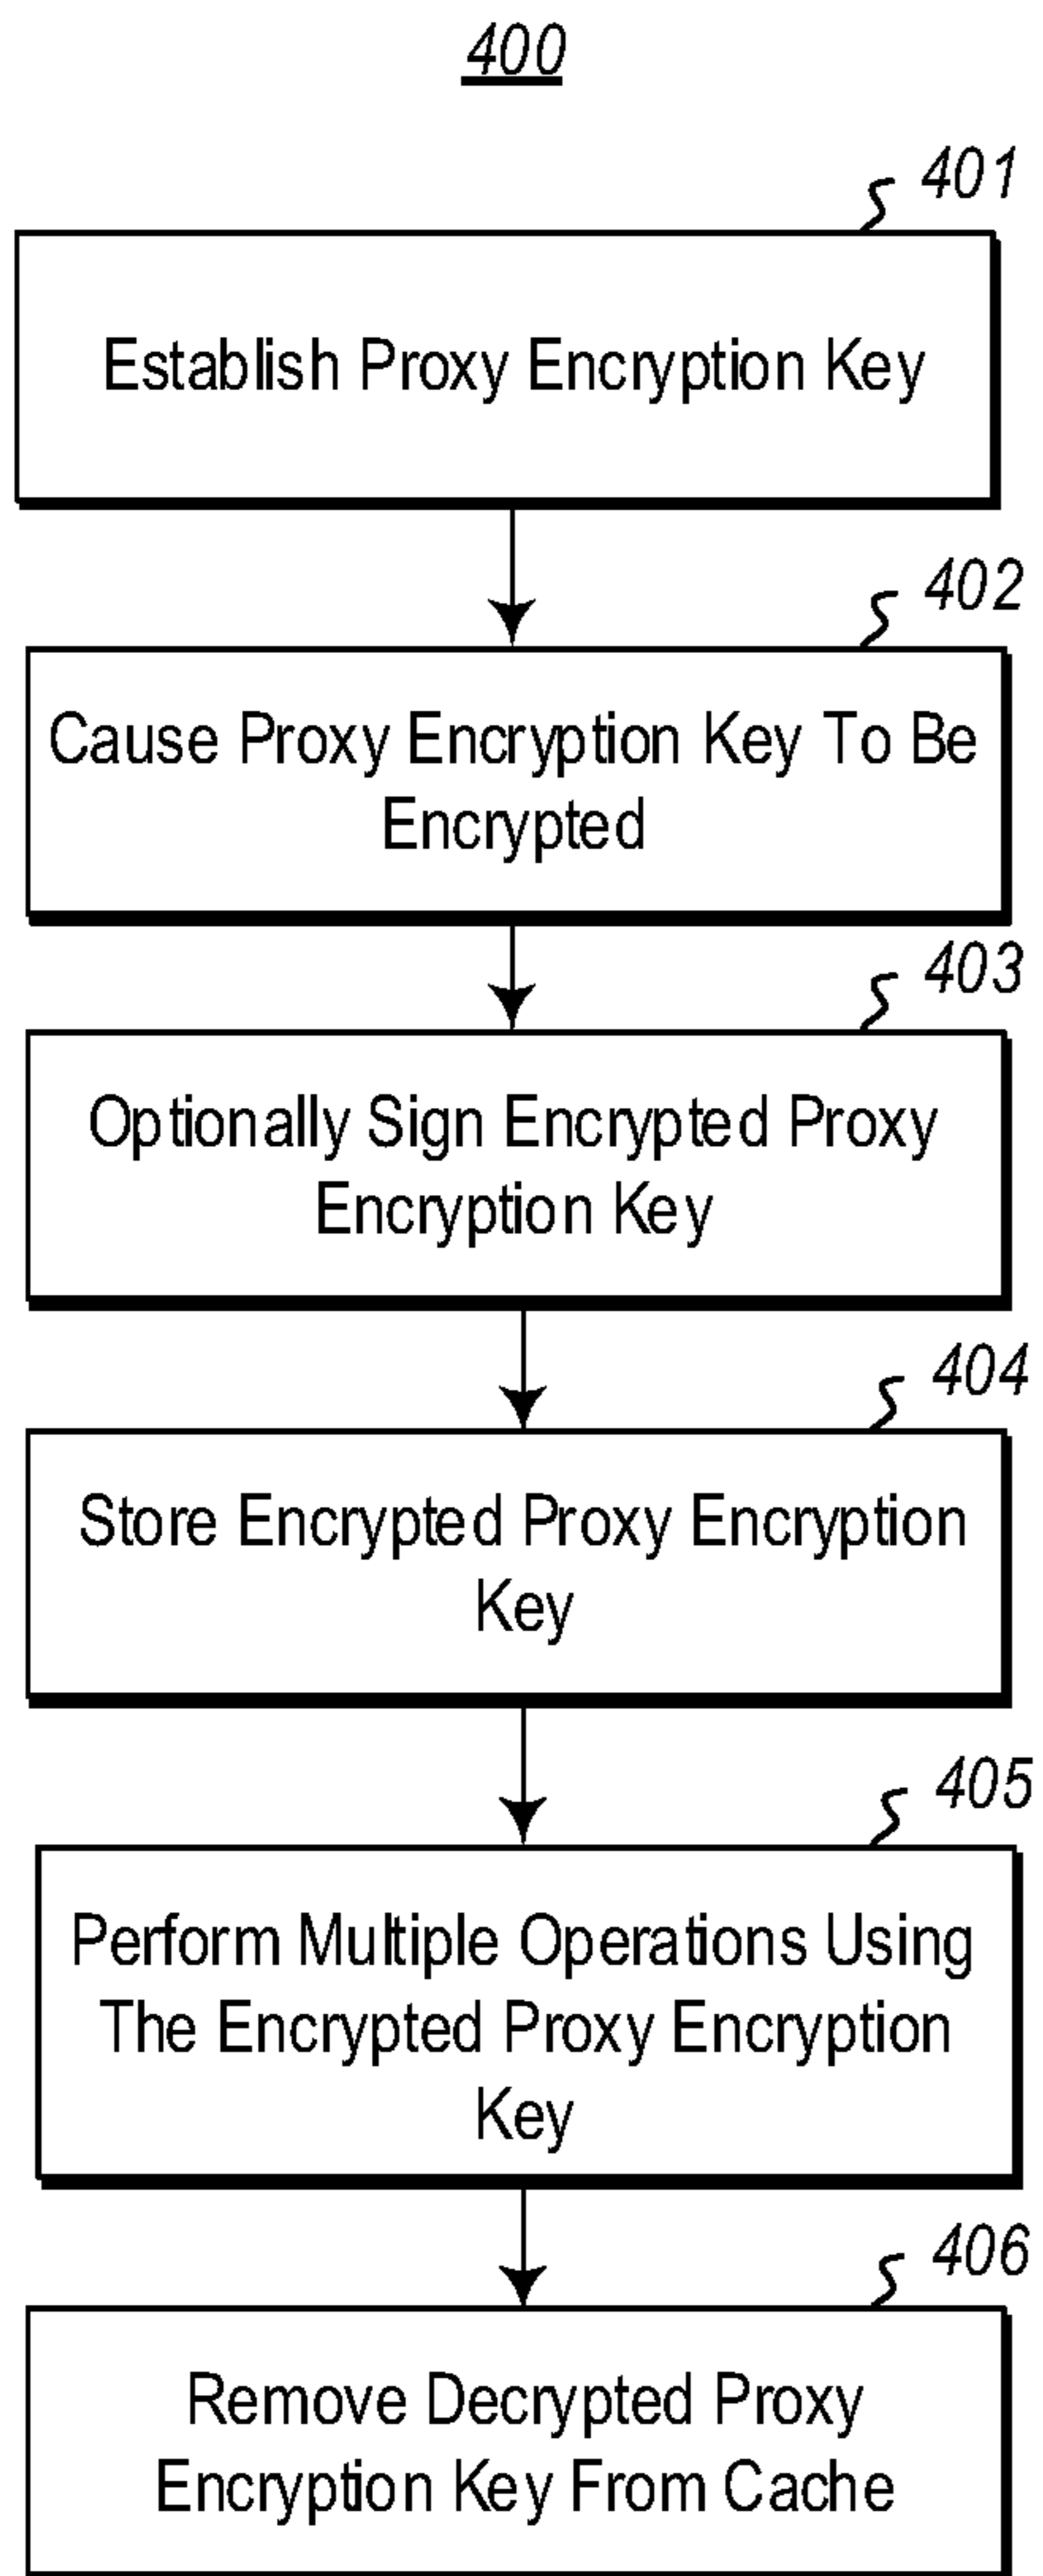 400
401
Establish Proxy Encryption Key
402
Cause Proxy Encryption Key To Be
Encrypted
403
Optionally Sign Encrypted Proxy
Encryption Key
404
Store Encrypted Proxy Encryption
Key
405
Perform Multiple Operations Using
The Encrypted Proxy Encryption
Key
406
Remove Decrypted Proxy
Encryption Key From Cache